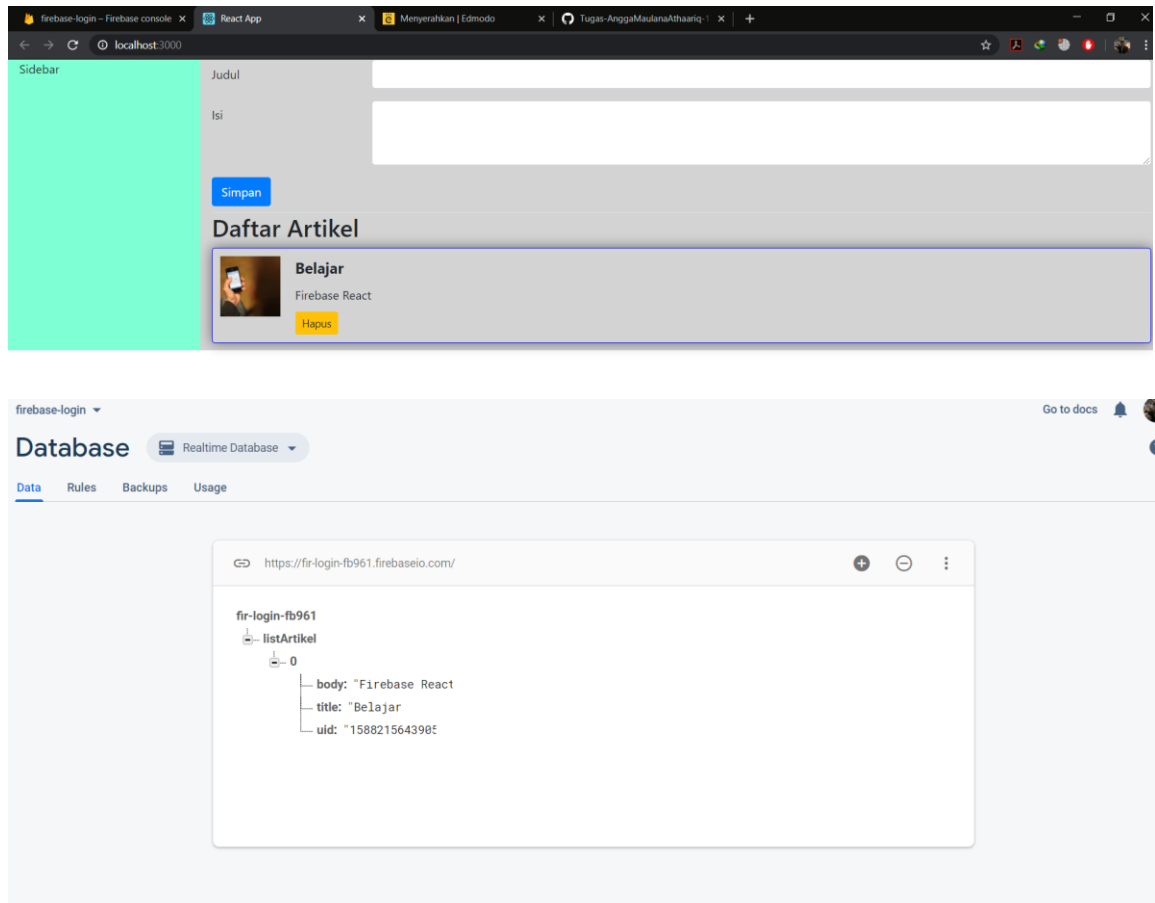 firebase-login – Firebase console
React App
Menyerahkan | Edmodo
Tugas-AnggaMaulanaAthaariq-1
localhost:3000
Sidebar
Judul
Isi
Simpan
Daftar Artikel
Belajar
Firebase React
Hapus
firebase-login
Go to docs
Database
Realtime Database
Data Rules Backups Usage
https://fir-login-fb961.firebaseio.com/
fir-login-fb961
listArtikel
0
body: "Firebase React
title: "Belajar
uid: "1588215643905